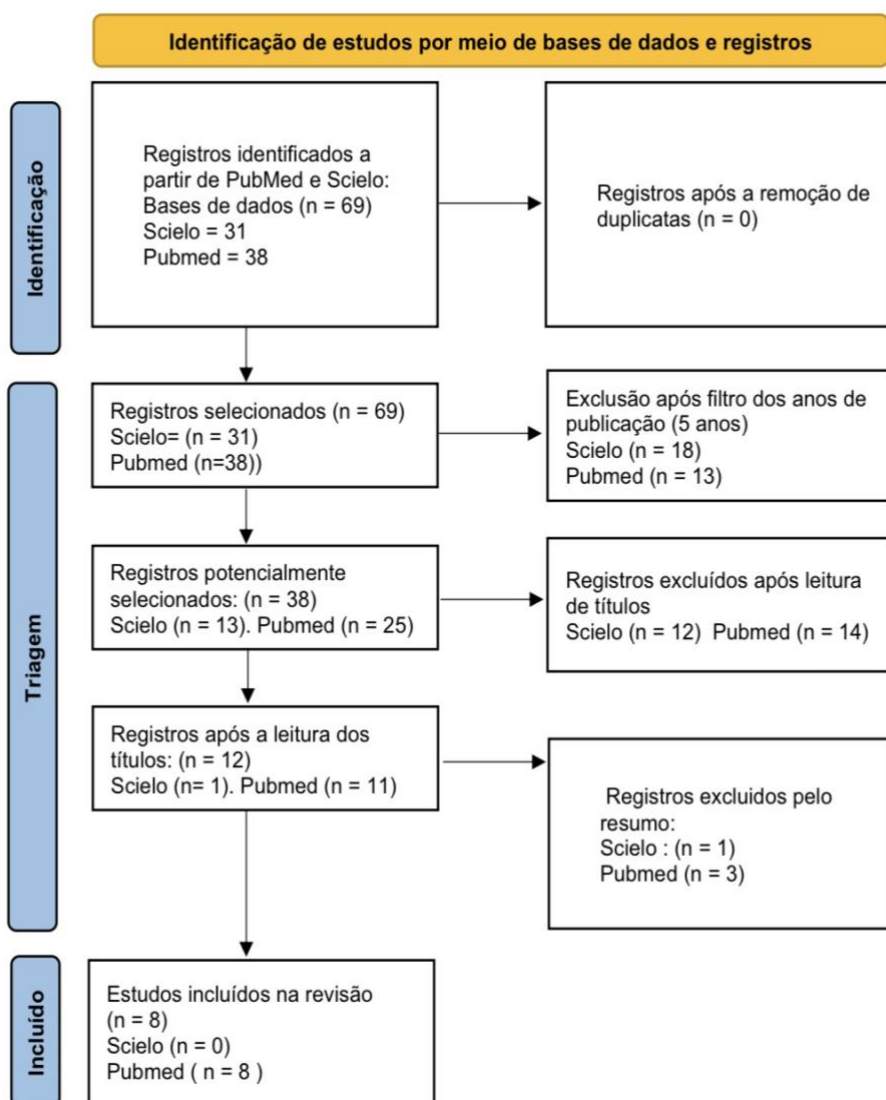 Identificação de estudos por meio de bases de dados e registros
Identificação
Registros identificados a
partir de PubMed e Scielo:
Bases de dados (n = 69)
Scielo = 31
Pubmed = 38
Registros após a remoção de
duplicatas (n = 0)
Triagem
Registros selecionados (n = 69)
Scielo= (n = 31)
Pubmed (n=38))
Exclusão após filtro dos anos de
publicação (5 anos)
Scielo (n = 18)
Pubmed (n = 13)
Registros potencialmente
selecionados: (n = 38)
Scielo (n = 13). Pubmed (n = 25)
Registros excluídos após leitura
de títulos
Scielo (n = 12)  Pubmed (n = 14)
Registros após a leitura dos
títulos: (n = 12)
Scielo (n= 1). Pubmed (n = 11)
Registros excluidos pelo
resumo:
Scielo : (n = 1)
Pubmed (n = 3)
Incluído
Estudos incluídos na revisão
(n = 8)
Scielo (n = 0)
Pubmed ( n = 8 )